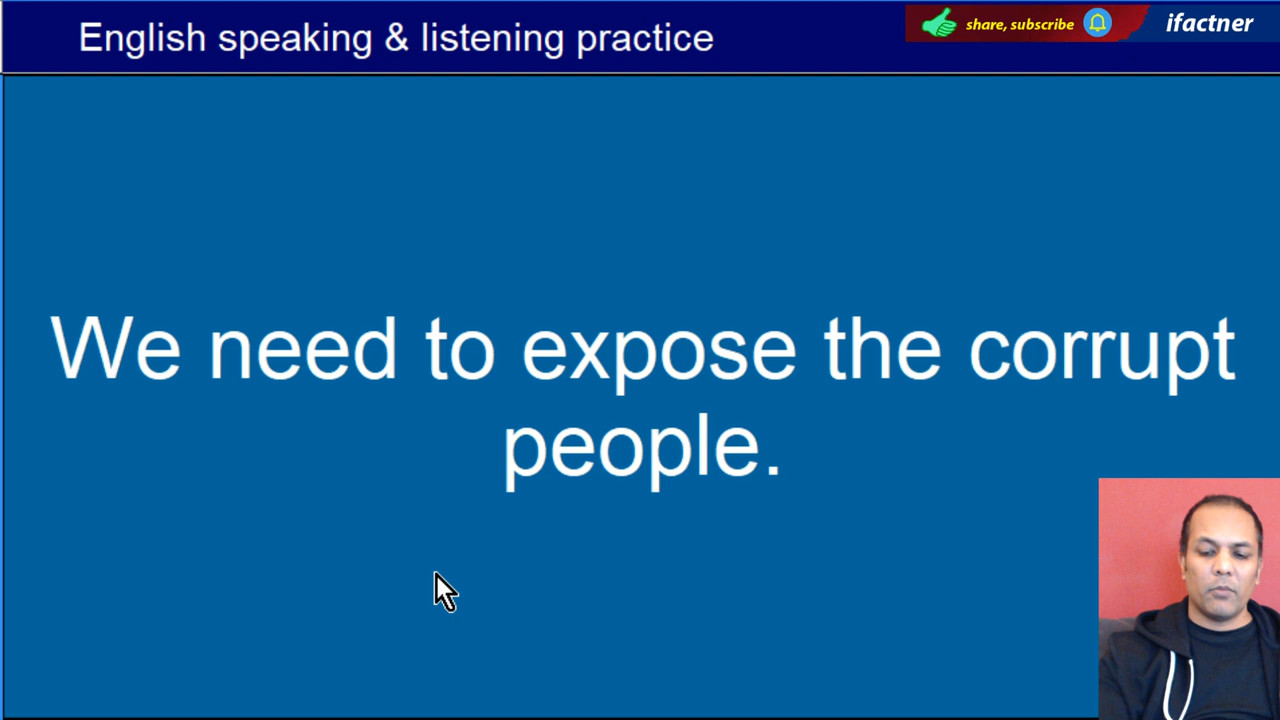 English speaking & listening practice
share, subscribe
ifactner
We need to expose the corrupt
people.